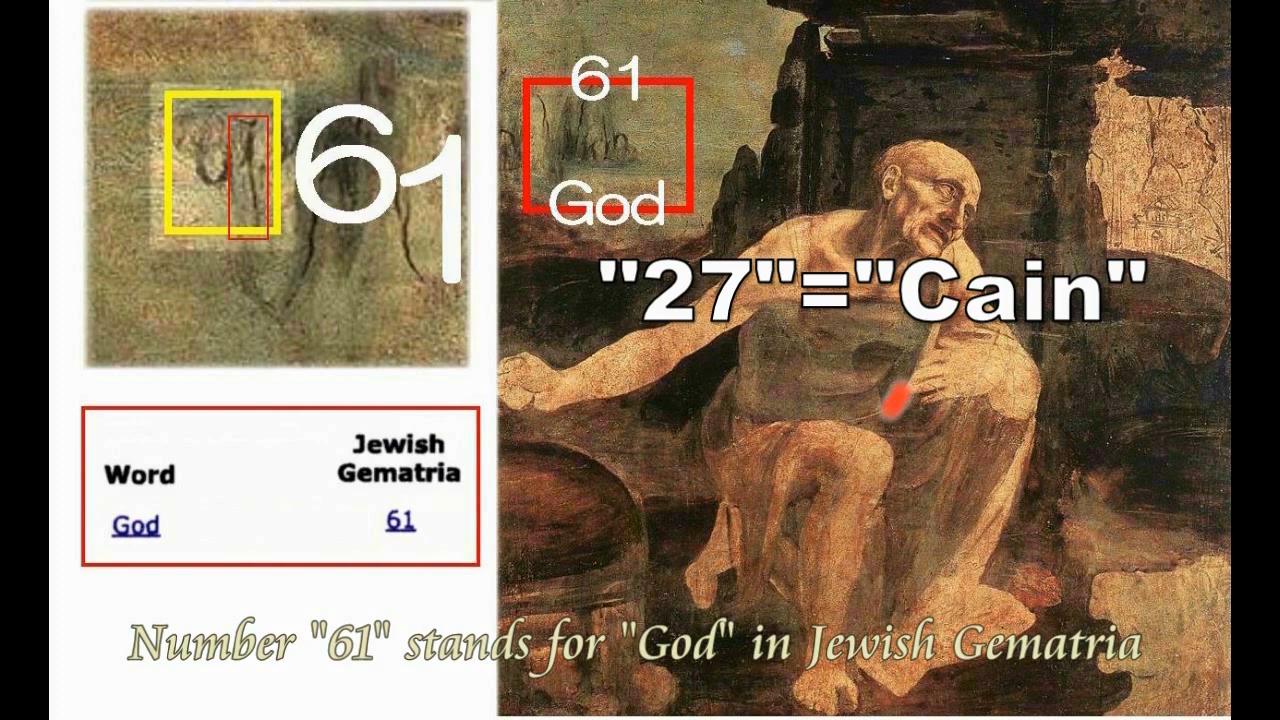 61
61
God
"27"="Cain"
Word
Jewish
Gematria
God
61
Number "61" stands for "God" in Jewish Gematria